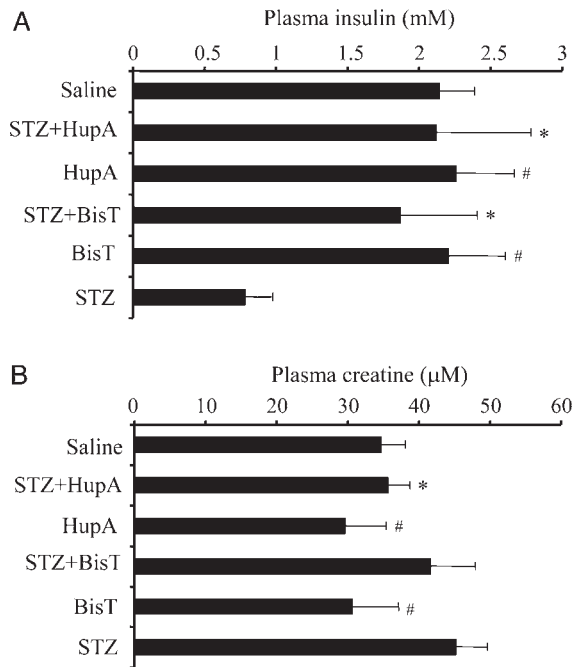 A
Plasma insulin (mM)
0 0.5 1 1.5 2 2.5 3
Saline
STZ+HupA *
HupA #
STZ+BisT *
BisT #
STZ
B
Plasma creatine (μM)
0 10 20 30 40 50 60
Saline
STZ+HupA *
HupA #
STZ+BisT
BisT #
STZ